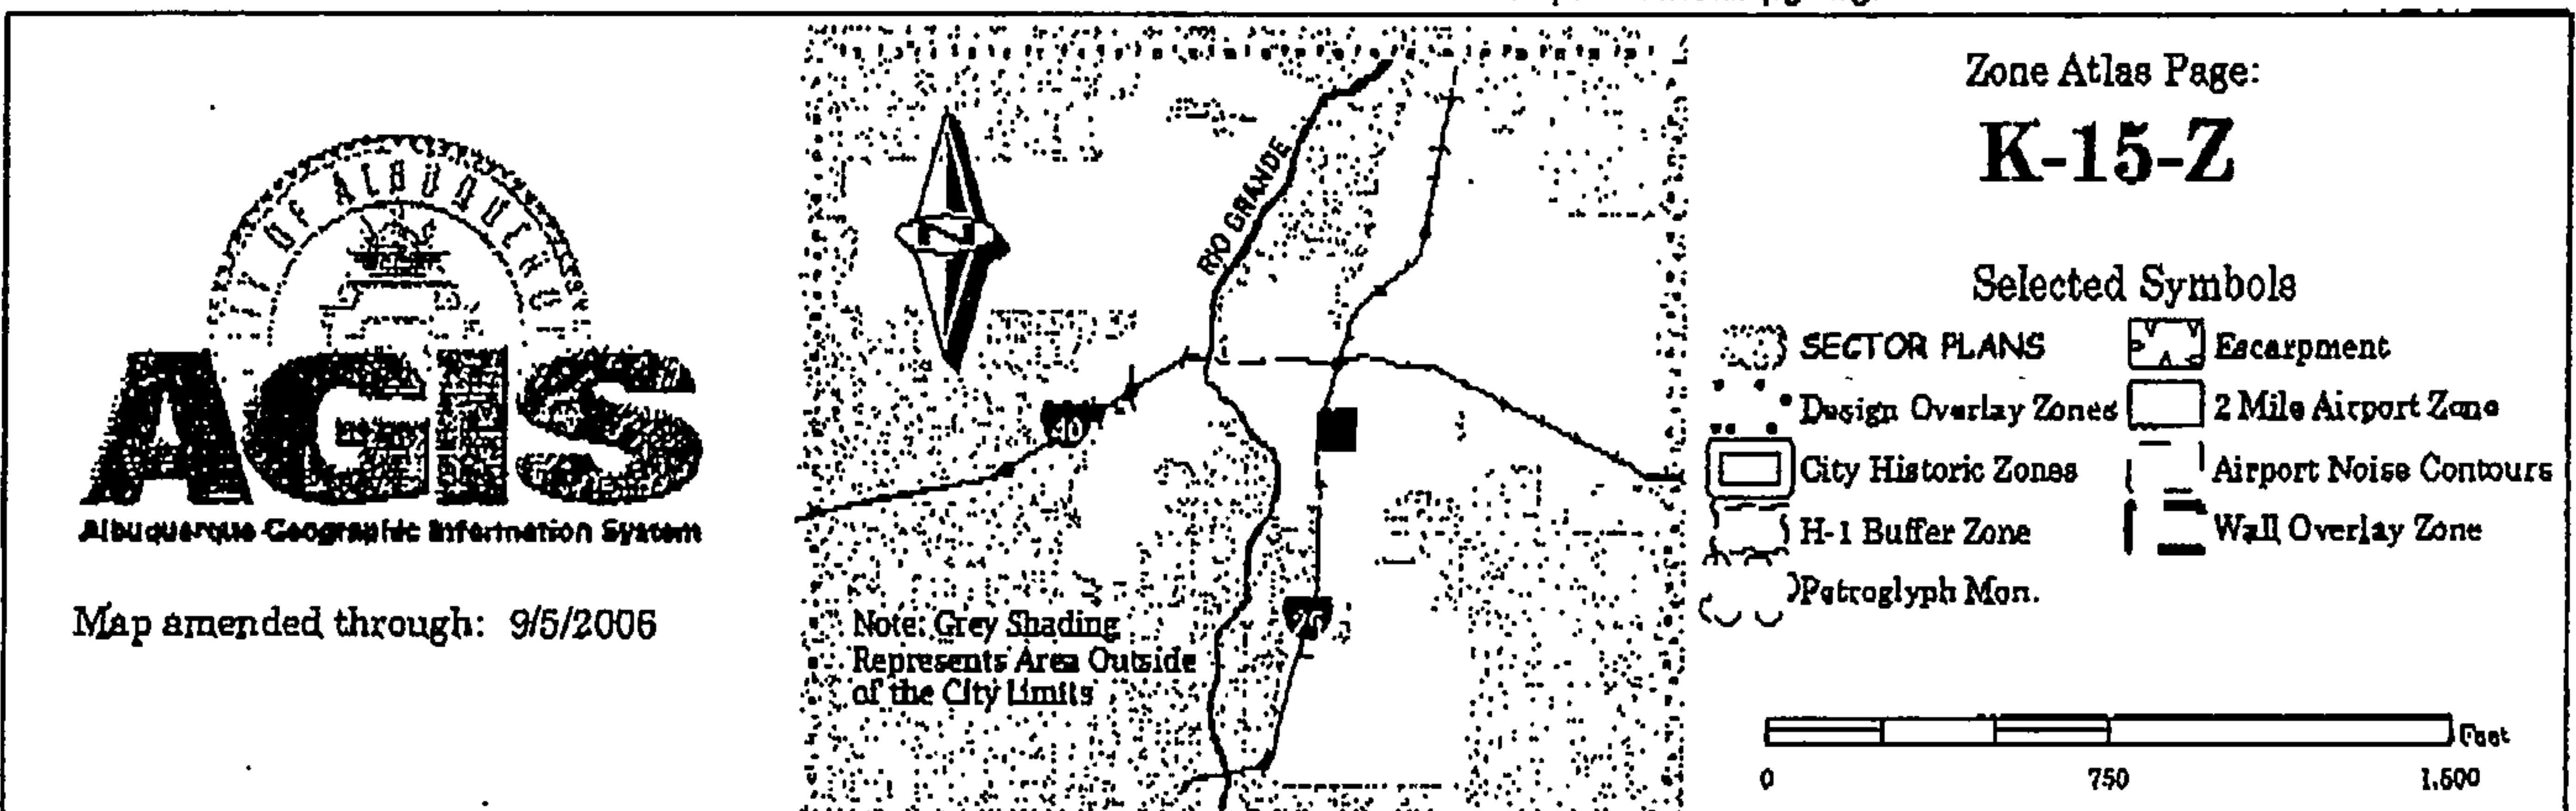 CITY OF ALBUQUERQUE
AGIS
Albuquerque Geographic Information System
Map amended through: 9/5/2006
RIO GRANDE
N
40
25
Note: Grey Shading
Represents Area Outside
of the City Limits
Zone Atlas Page:
K-15-Z
Selected Symbols
SECTOR PLANS
Design Overlay Zones
City Historic Zones
H-1 Buffer Zone
Petroglyph Mon.
Escarpment
2 Mile Airport Zone
Airport Noise Contours
Wall Overlay Zone
Feet
0 750 1,500